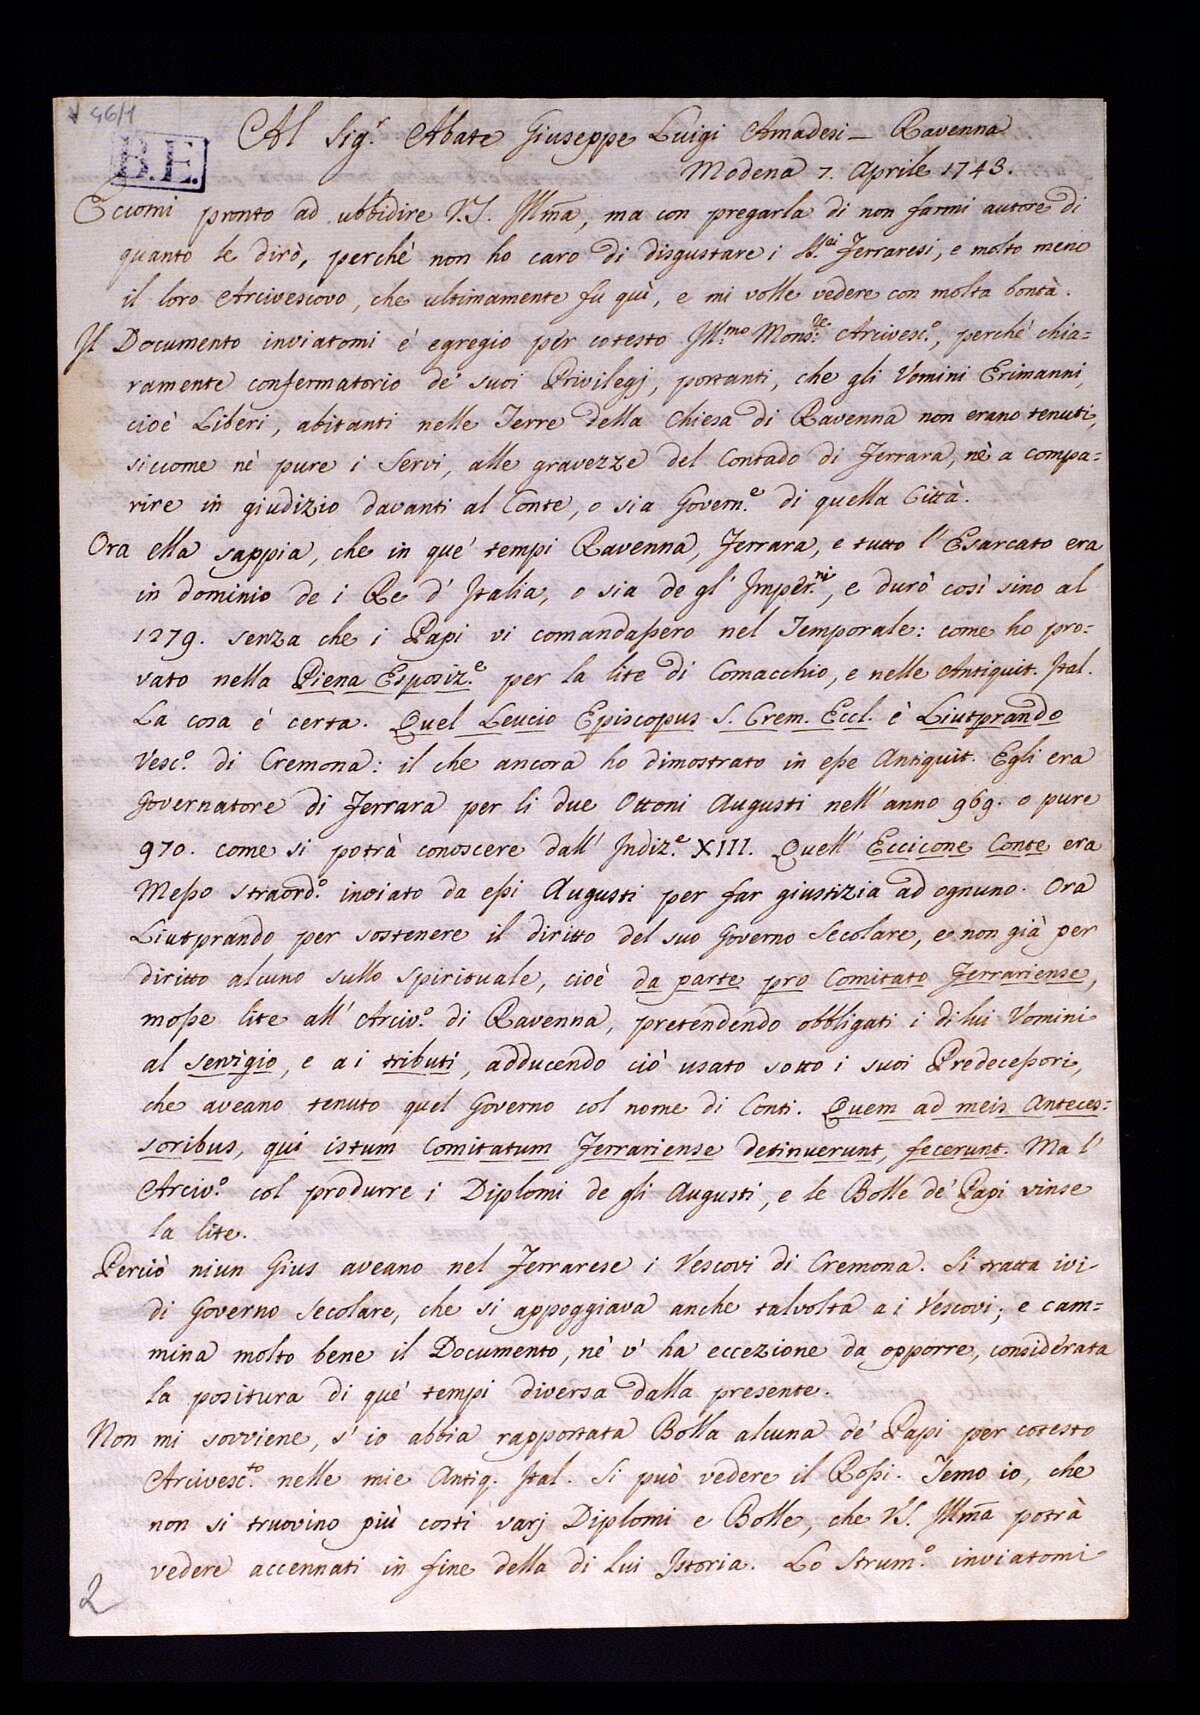 46/1
B.E.
Al Sig.r Abate Giuseppe Luigi Amadesi – Ravenna
Modena 7. Aprile 1743.
Eccomi pronto ad ubbidire V.S. Ill̃ma, ma con pregarla di non farmi autore di
quanto le dirò, perchè non ho caro di disgustare i SS.ri Ferraresi, e molto meno
il loro Arcivescovo, che ultimamente fu quì, e mi volle vedere con molta bontà.
Il Documento inviatomi è egregio per cotesto Ill.mo Mons.re Arcivesc.o, perchè chia=
ramente confermatorio de' suoi Privilegj, portanti, che gli Uomini Erimanni,
cioè Liberi, abitanti nelle Terre della Chiesa di Ravenna non erano tenuti,
siccome nè pure i Servi, alle gravezze del Contado di Ferrara, nè a compa=
rire in giudizio davanti al Conte, o sia Govern.e di quella Città.
Ora ella sappia, che in que' tempi Ravenna, Ferrara, e tutto l'Esarcato era
in dominio de i Re d'Italia, o sia de gl' Imper.ri, e durò così sino al
1279. senza che i Papi vi comandassero nel Temporale: come ho pro=
vato nella Piena Esposiz.e per la lite di Comacchio, e nelle Antiquit. Ital.
La cosa è certa. Quel Leucio Episcopus S. Crem. Eccl. è Liutprando
Vesc.o di Cremona: il che ancora ho dimostrato in esse Antiquit. Egli era
Governatore di Ferrara per li due Ottoni Augusti nell'anno 969. o pure
970. come si potrà conoscere dall' Indiz.e XIII. Quell' Eccicone Conte era
Messo straord.o inviato da essi Augusti per far giustizia ad ognuno. Ora
Liutprando per sostenere il diritto del suo Governo Secolare, e non già per
diritto alcuno sullo Spirituale, cioè da parte pro Comitato Ferrariense,
mosse lite all' Arciv.o di Ravenna, pretendendo obbligati i di lui Uomini
al servigio, e a i tributi, adducendo ciò usato sotto i suoi Predecessori,
che aveano tenuto quel Governo col nome di Conti. Quem ad meis Anteces=
soribus, qui istum Comitatum Ferrariense detinuerunt, fecerunt. Ma l'
Arciv.o col produrre i Diplomi de gli Augusti, e le Bolle de' Papi vinse
la lite.
Perciò niun Gius aveano nel Ferrarese i Vescovi di Cremona. Si tratta ivi
di Governo Secolare, che si appoggiava anche talvolta a i Vescovi; e cam=
mina molto bene il Documento, nè v' ha eccezione da opporre, considerata
la positura di que' tempi diversa dalla presente.
Non mi sovviene, s' io abbia rapportata Bolla alcuna de' Papi per cotesto
Arcivesc.to nelle mie Antiq. Ital. Si può vedere il Rossi. Temo io, che
non si truovino più costì varj Diplomi e Bolle, che V.S. Ill̃ma potrà
vedere accennati in fine della di lui Istoria. Lo Strum.o inviatomi
2